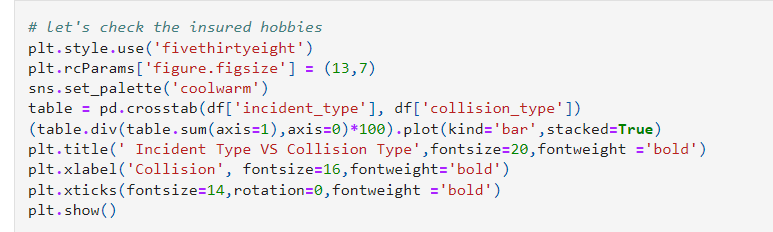 # let's check the insured hobbies
plt.style.use('fivethirtyeight')
plt.rcParams['figure.figsize'] = (13,7)
sns.set_palette('coolwarm')
table = pd.crosstab(df['incident_type'], df['collision_type'])
(table.div(table.sum(axis=1),axis=0)*100).plot(kind='bar',stacked=True)
plt.title(' Incident Type VS Collision Type',fontsize=20,fontweight ='bold')
plt.xlabel('Collision', fontsize=16,fontweight='bold')
plt.xticks(fontsize=14,rotation=0,fontweight ='bold')
plt.show()